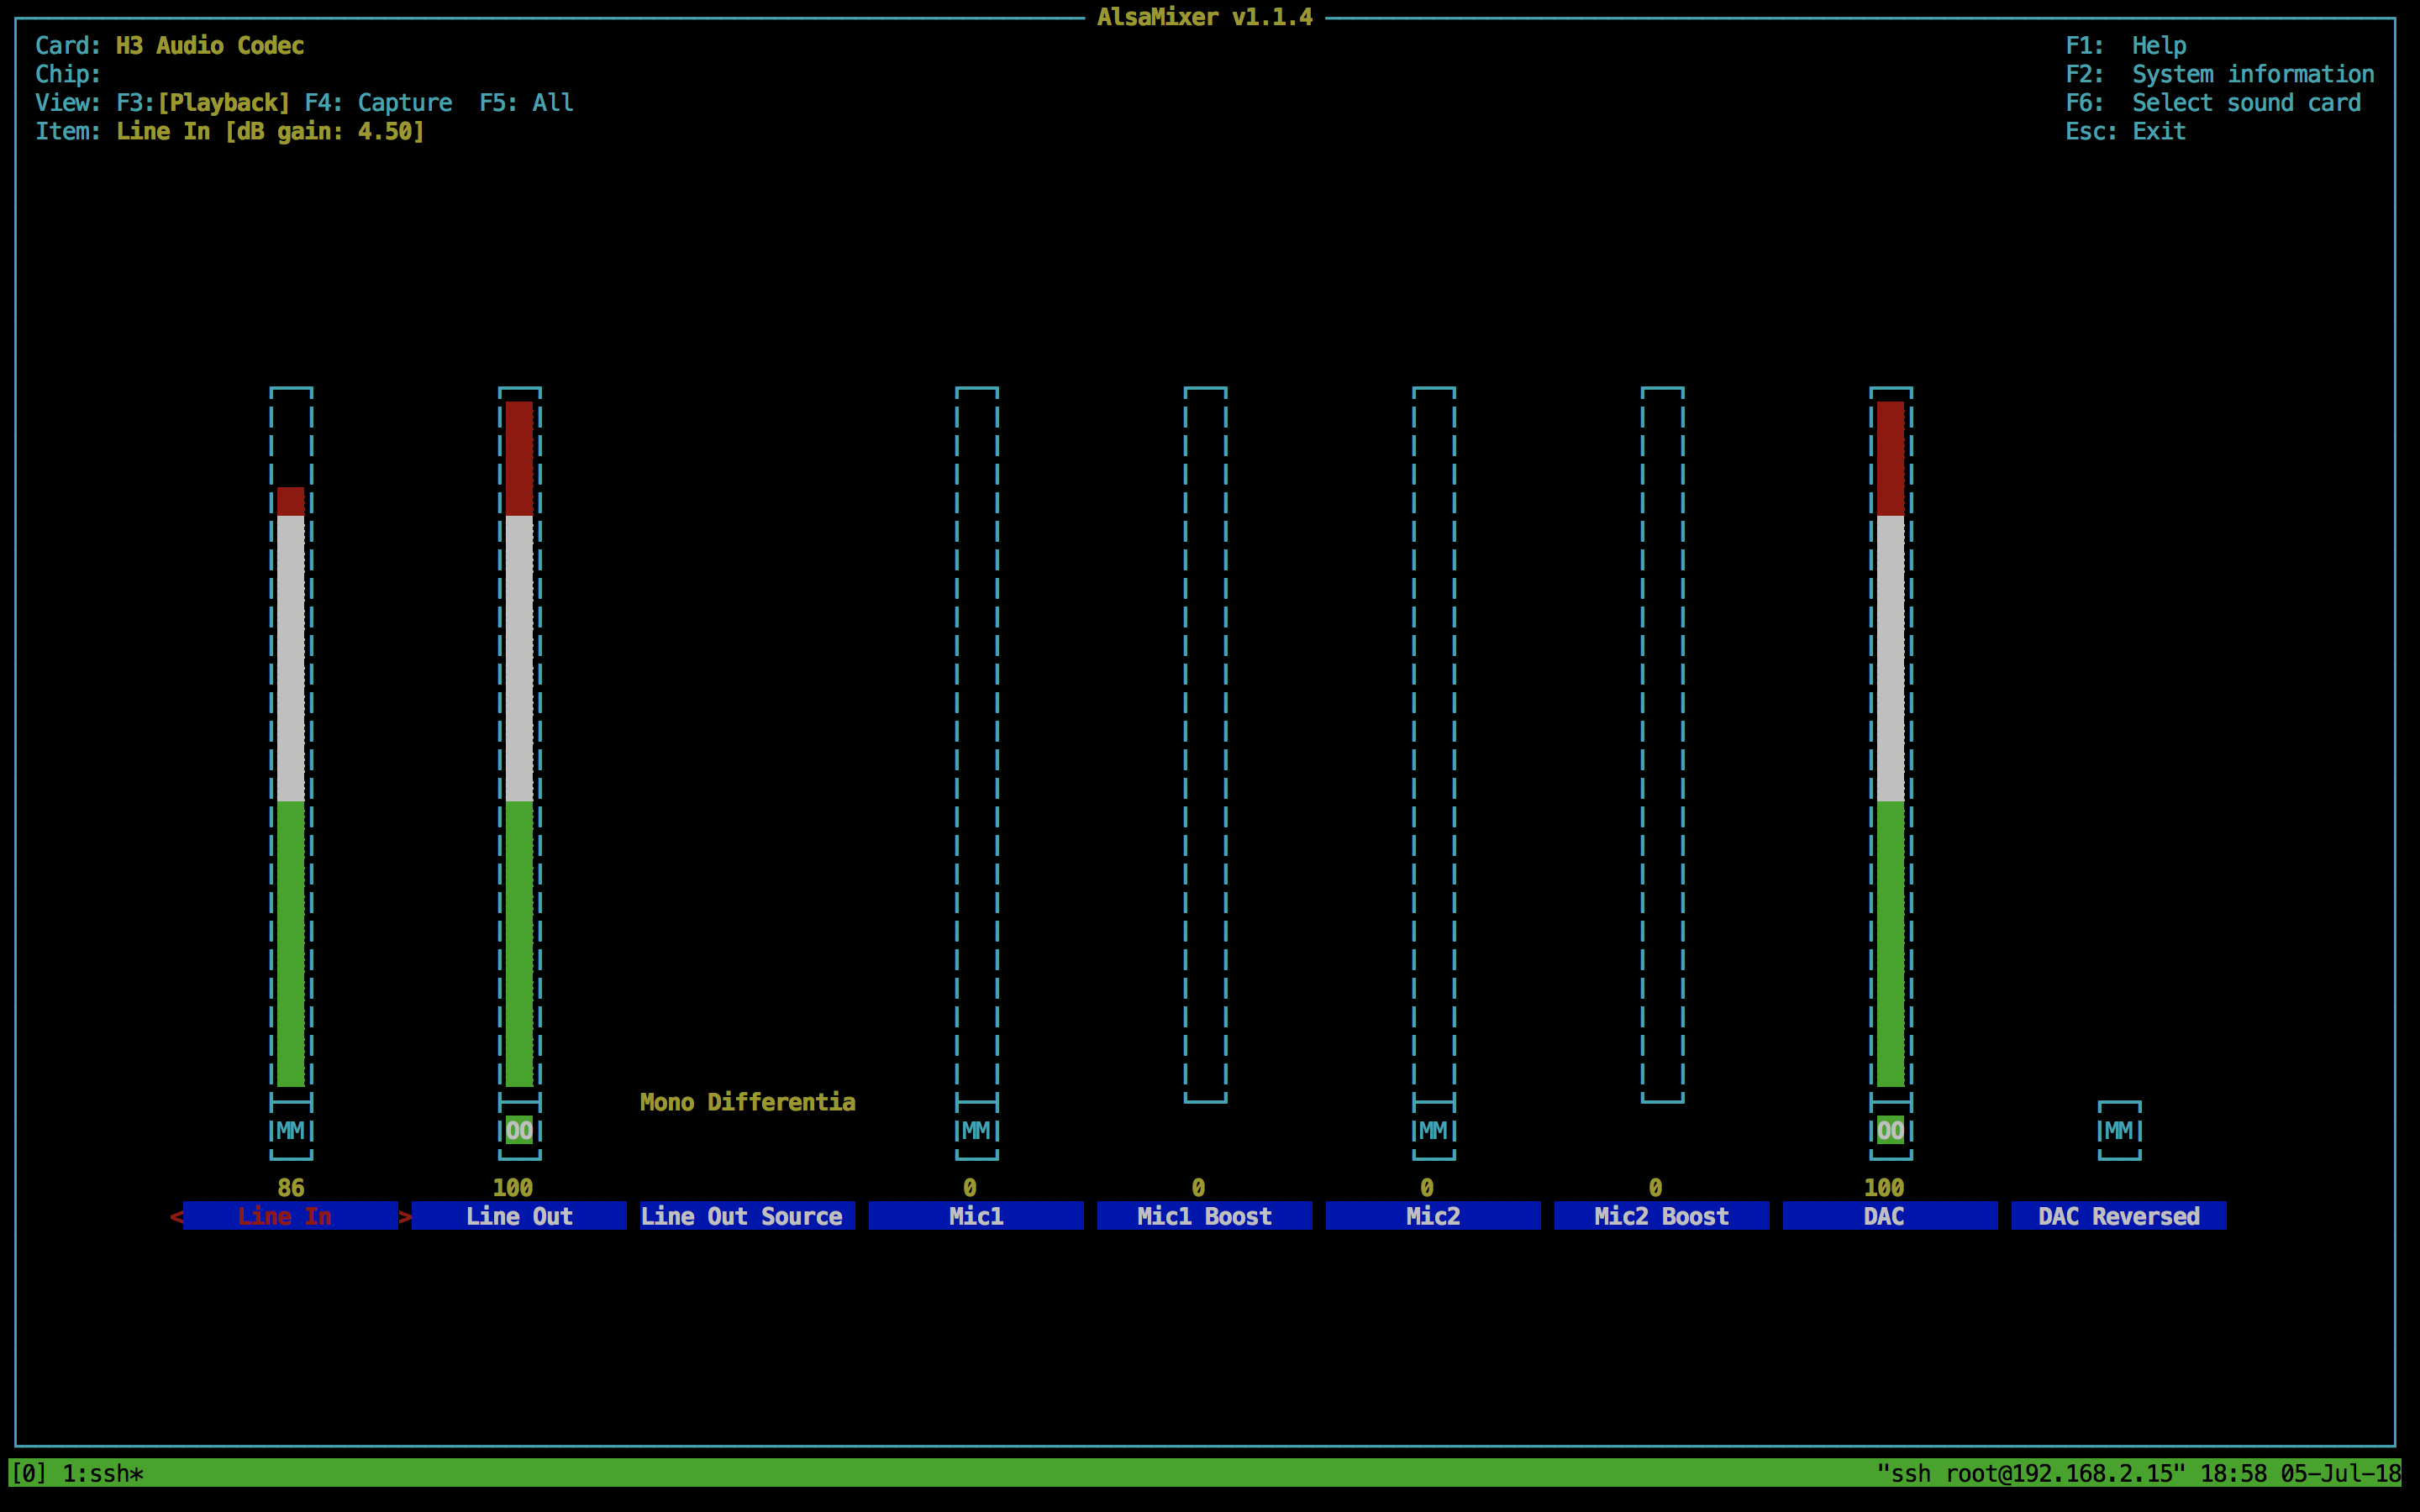 AlsaMixer v1.1.4
Card: H3 Audio Codec
F1: Help
Chip:
F2: System information
View: F3:[Playback] F4: Capture F5: All
F6: Select sound card
Item: Line In [dB gain: 4.50]
Esc: Exit
Mono Differentia
MM OO MM MM OO MM
86 100 0 0 0 0 100
< Line In > Line Out Line Out Source Mic1 Mic1 Boost Mic2 Mic2 Boost DAC DAC Reversed
[0] 1:ssh* "ssh root@192.168.2.15" 18:58 05-Jul-18